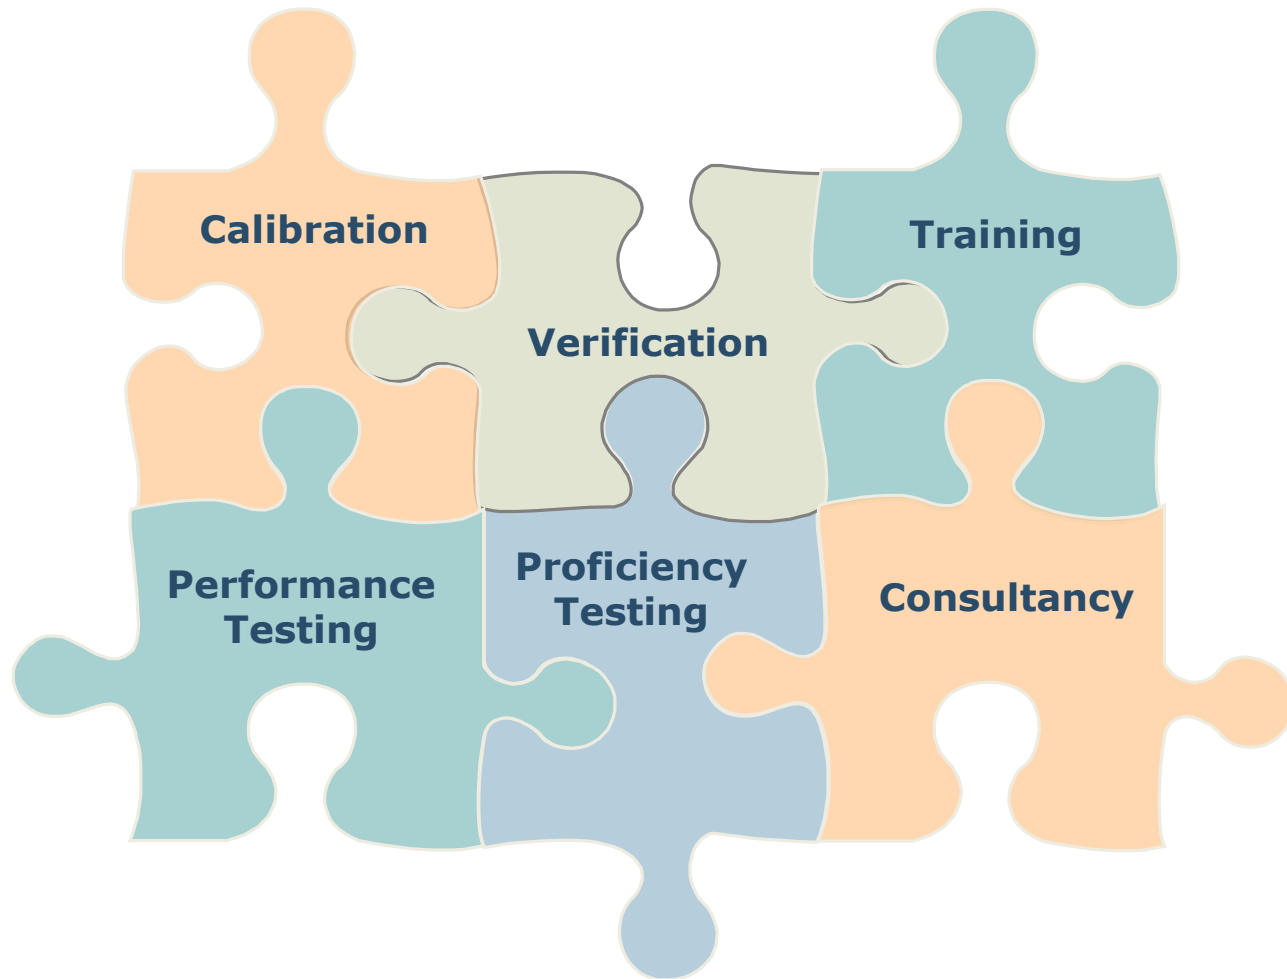 Calibration
Verification
Training
Performance
Testing
Proficiency
Testing
Consultancy